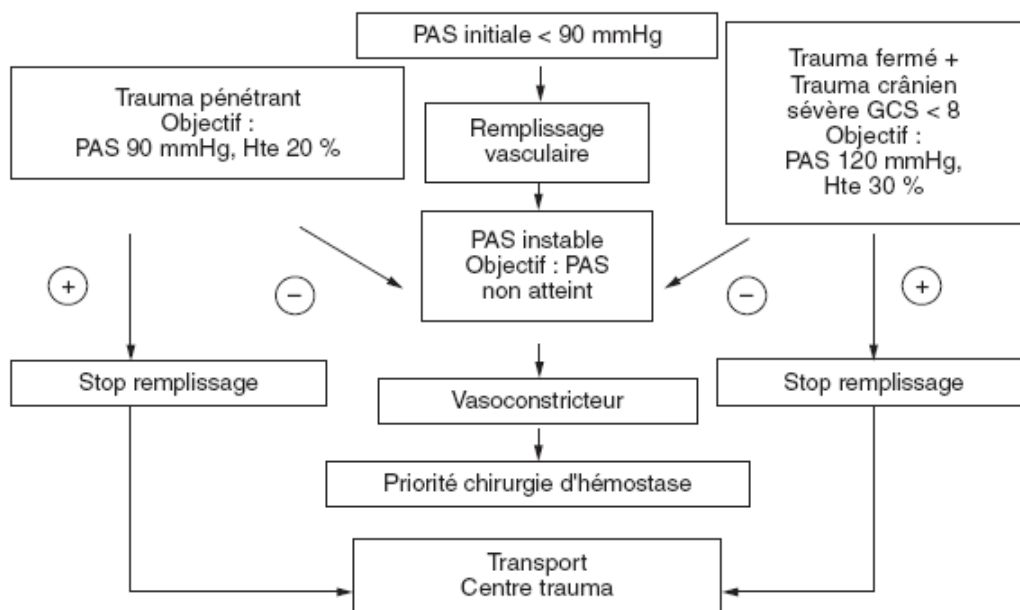 PAS initiale < 90 mmHg
Trauma pénétrant
Objectif :
PAS 90 mmHg, Hte 20 %
Remplissage
vasculaire
Trauma fermé +
Trauma crânien
sévère GCS < 8
Objectif :
PAS 120 mmHg,
Hte 30 %
PAS instable
Objectif : PAS
non atteint
+
−
−
+
Stop remplissage
Vasoconstricteur
Stop remplissage
Priorité chirurgie d'hémostase
Transport
Centre trauma